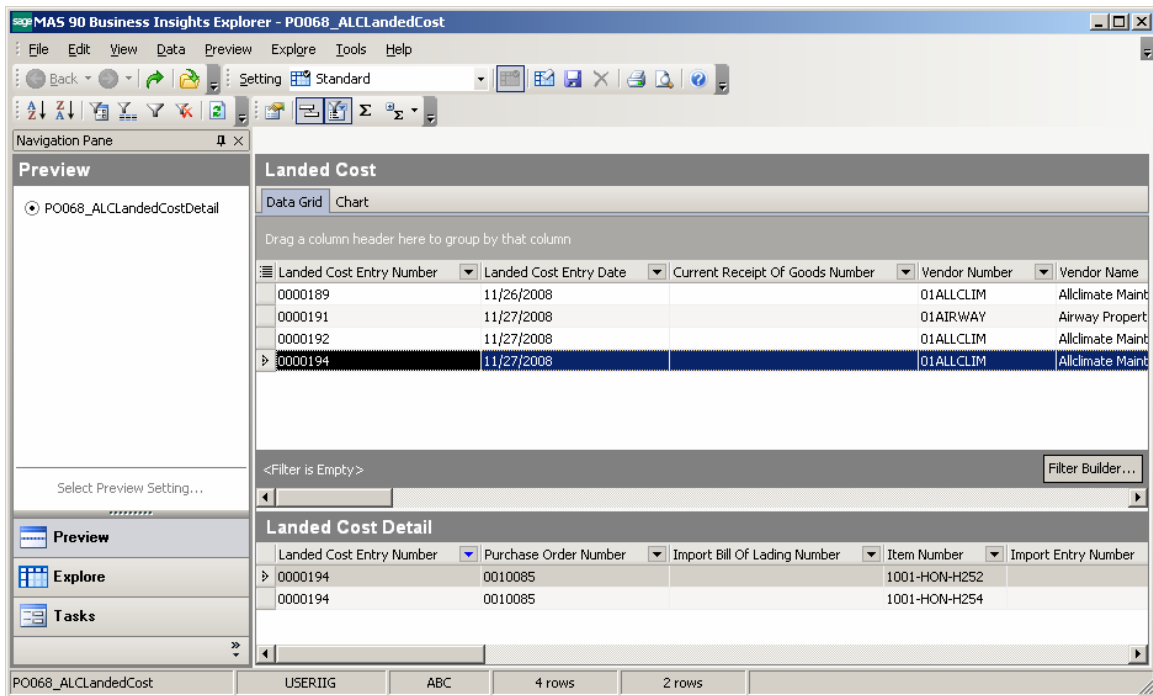 sage MAS 90 Business Insights Explorer - PO068_ALCLandedCost
File Edit View Data Preview Explore Tools Help
Back Setting Standard
Navigation Pane
Preview
PO068_ALCLandedCostDetail
Select Preview Setting...
Preview
Explore
Tasks
Landed Cost
Data Grid Chart
Drag a column header here to group by that column
Landed Cost Entry Number Landed Cost Entry Date Current Receipt Of Goods Number Vendor Number Vendor Name
0000189 11/26/2008 01ALLCLIM Allclimate Maint
0000191 11/27/2008 01AIRWAY Airway Propert
0000192 11/27/2008 01ALLCLIM Allclimate Maint
0000194 11/27/2008 01ALLCLIM Allclimate Maint
<Filter is Empty> Filter Builder...
Landed Cost Detail
Landed Cost Entry Number Purchase Order Number Import Bill Of Lading Number Item Number Import Entry Number
0000194 0010085 1001-HON-H252
0000194 0010085 1001-HON-H254
PO068_ALCLandedCost USERIIG ABC 4 rows 2 rows